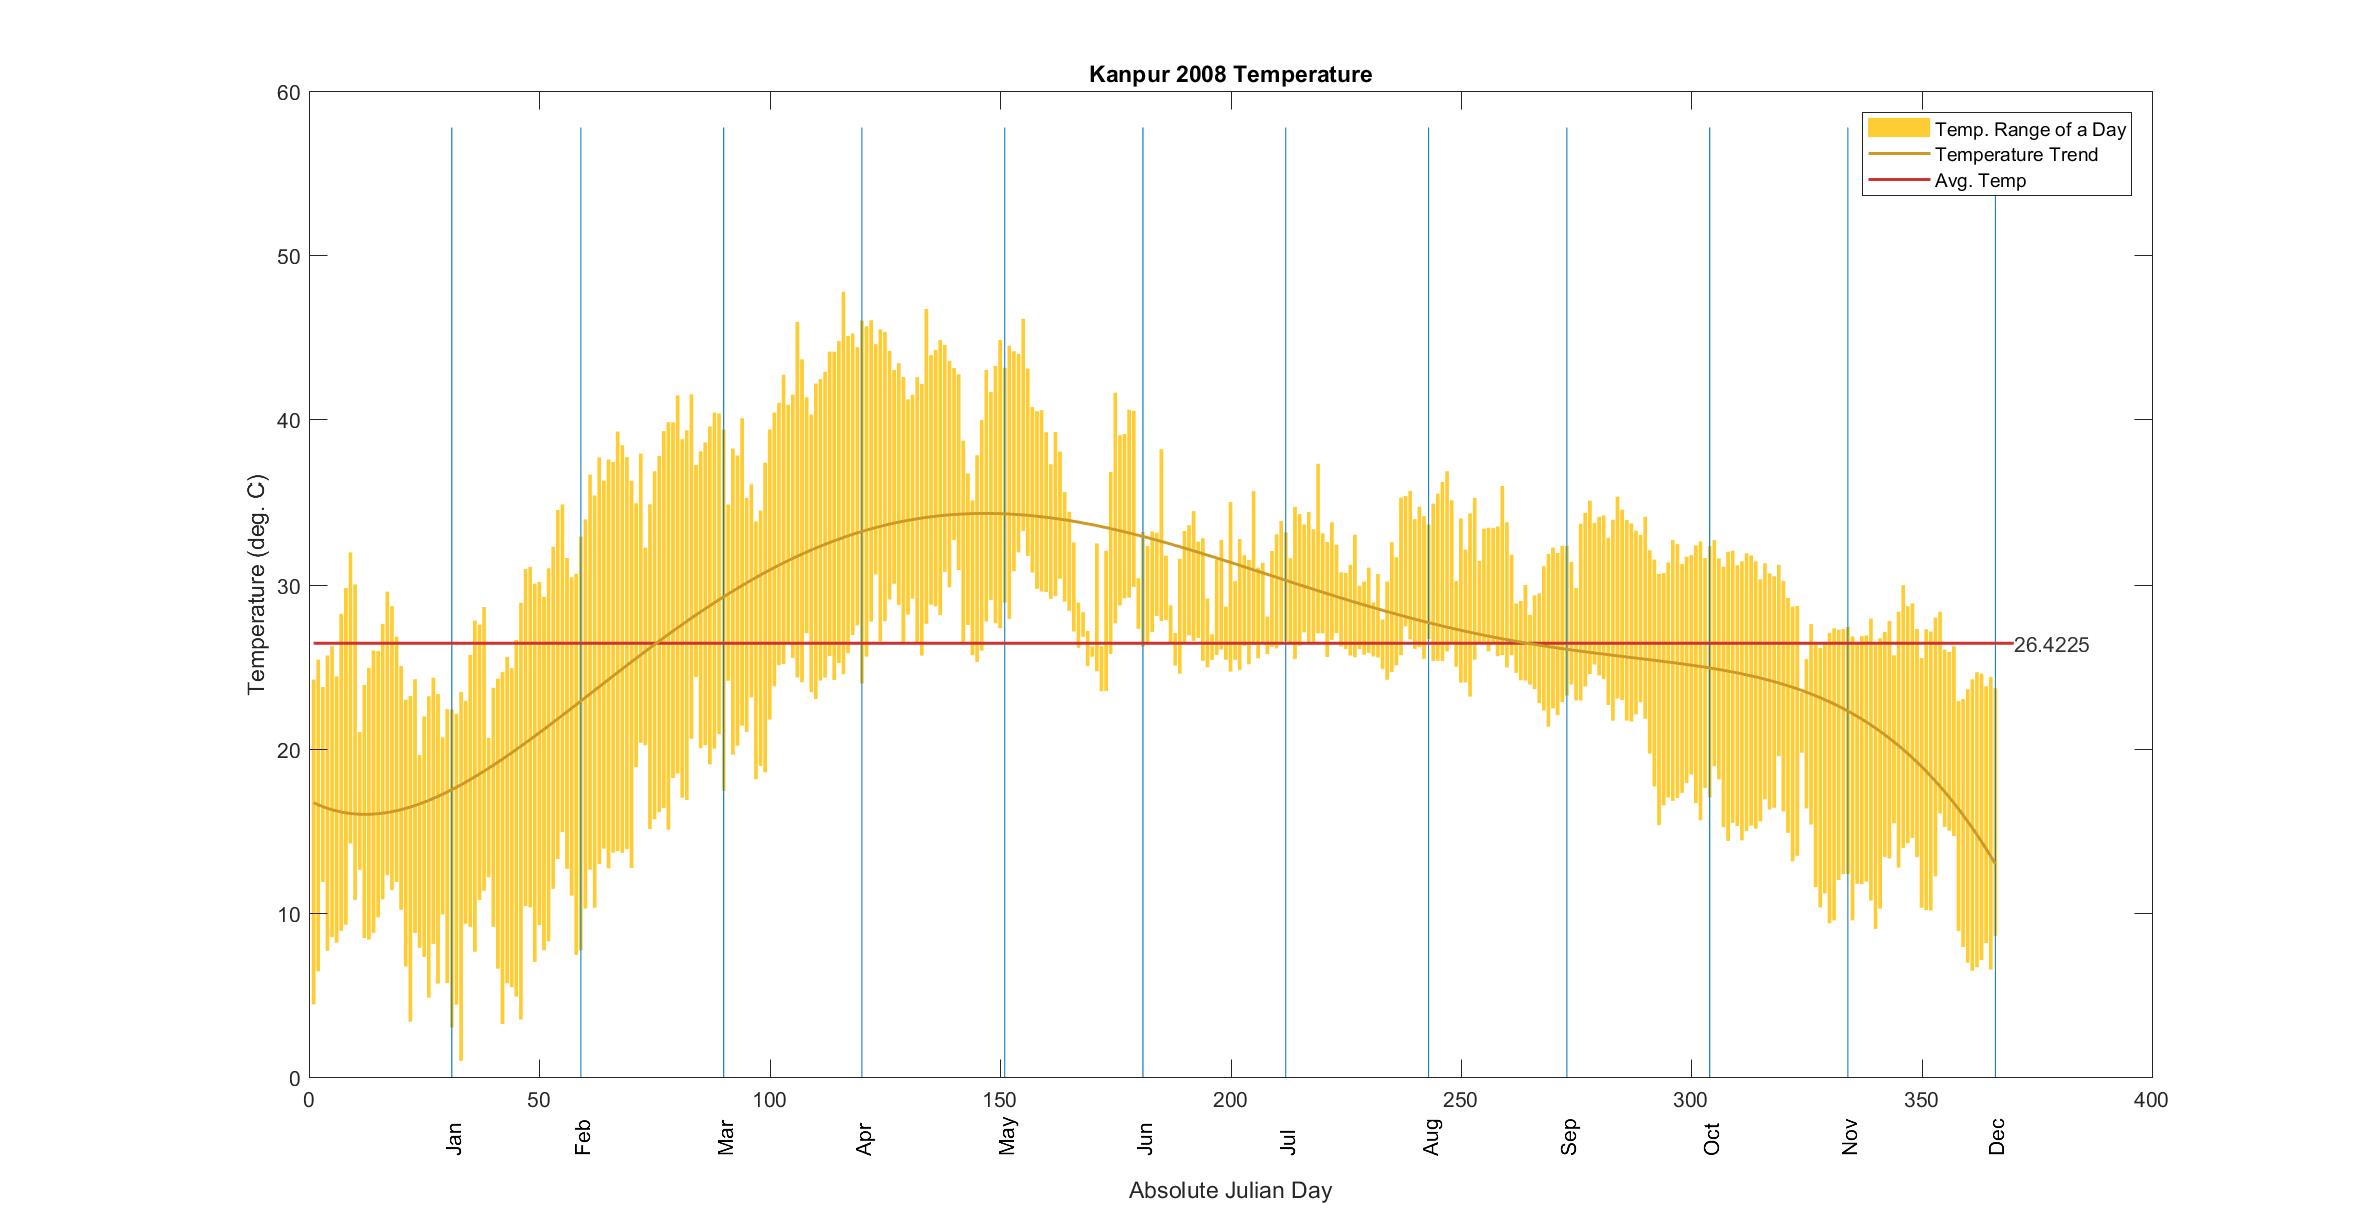 Kanpur 2008 Temperature
Temp. Range of a Day
Temperature Trend
Avg. Temp
Temperature (deg. C)
60
50
40
30
20
10
0
26.4225
0 50 100 150 200 250 300 350 400
Jan Feb Mar Apr May Jun Jul Aug Sep Oct Nov Dec
Absolute Julian Day